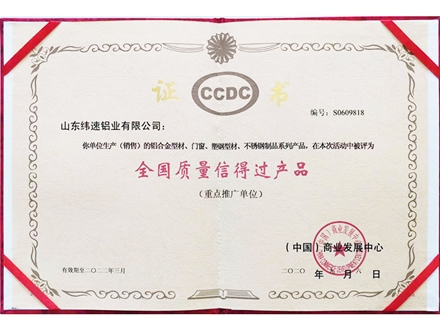 证 CCDC 书
编号：S0609818
山东纬速铝业有限公司：
你单位生产（销售）的铝合金型材、门窗、塑钢型材、不锈钢制品系列产品，在本次活动中被评为
全国质量信得过产品
（重点推广单位）
（中国）商业发展中心
有效期至二〇二二年三月
二〇二〇年 月 日